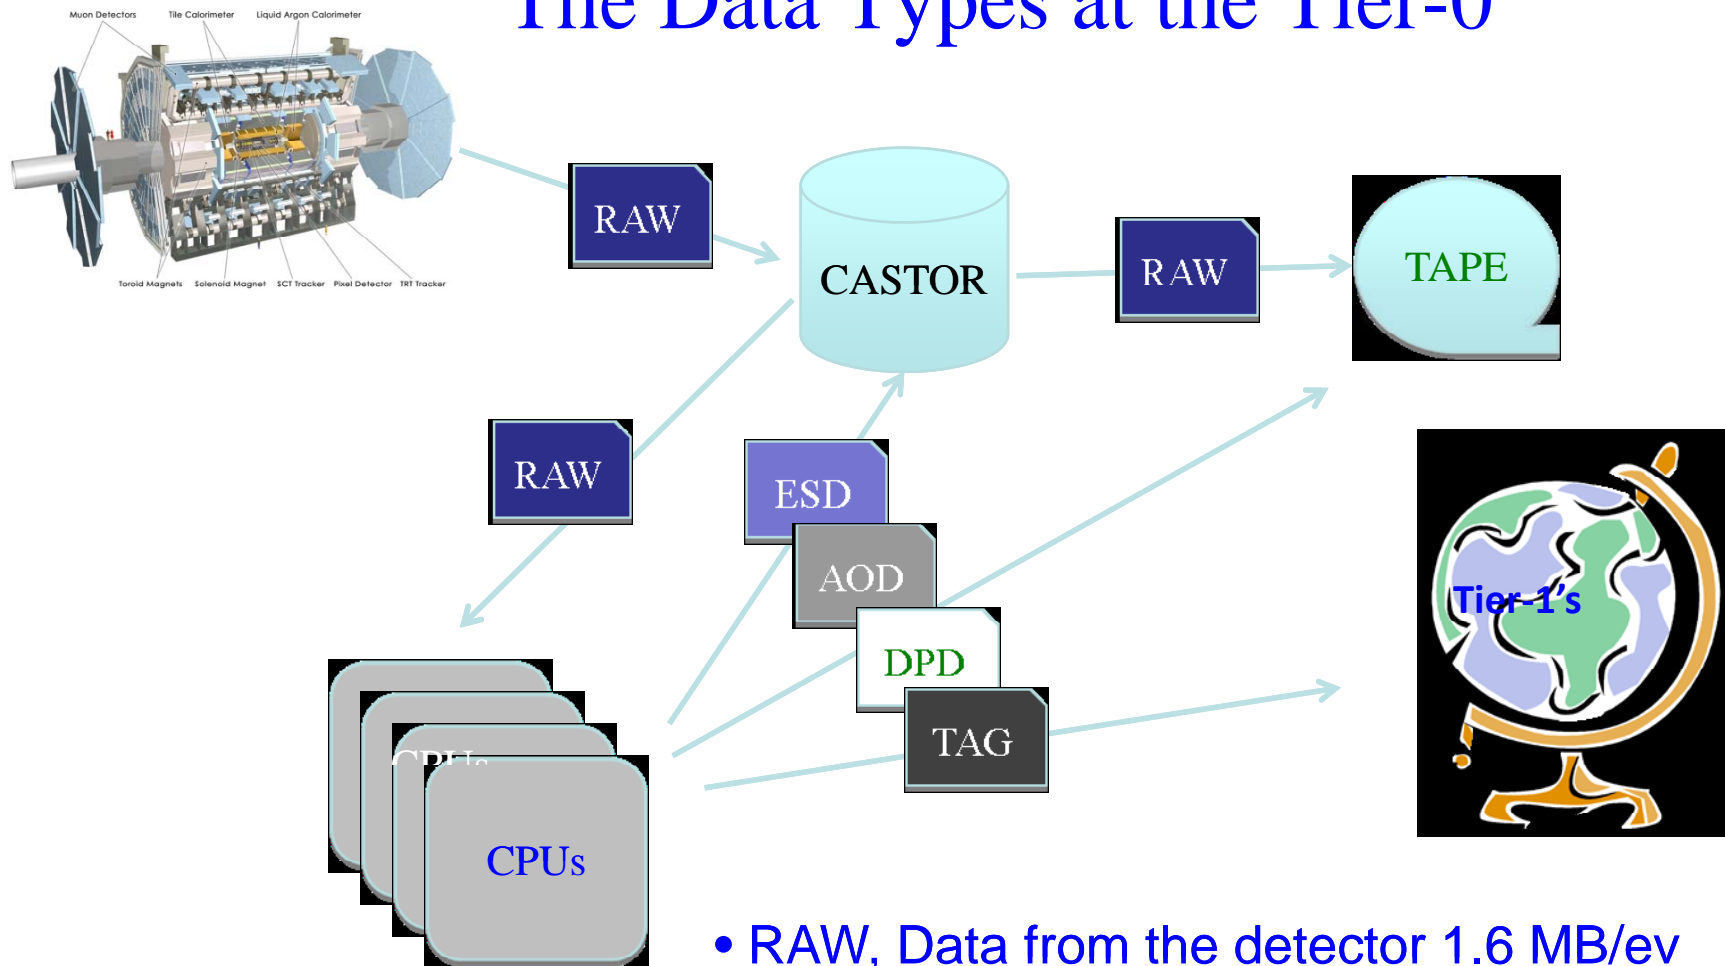 The Data Types at the Tier-0
Muon Detectors Tile Calorimeter Liquid Argon Calorimeter
Toroid Magnets Solenoid Magnet SCT Tracker Pixel Detector TRT Tracker
RAW
CASTOR
RAW
TAPE
RAW
ESD
AOD
DPD
TAG
Tier-1's
CPUs
CPUs
• RAW, Data from the detector 1.6 MB/ev